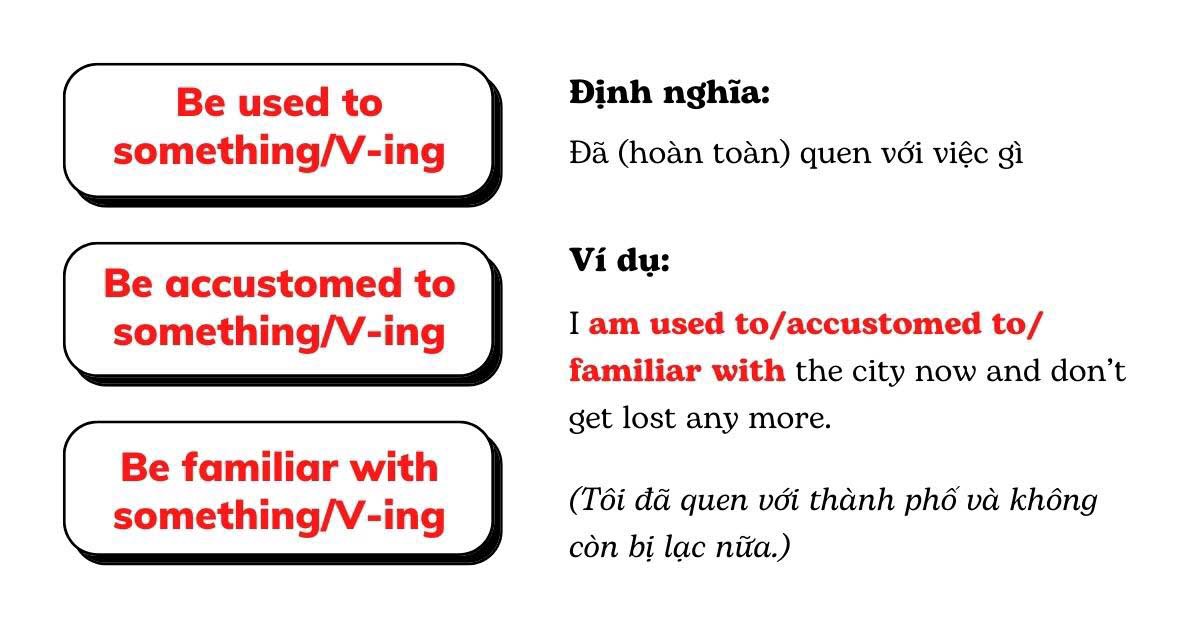 Be used to
something/V-ing
Be accustomed to
something/V-ing
Be familiar with
something/V-ing
Định nghĩa:
Đã (hoàn toàn) quen với việc gì
Ví dụ:
I am used to/accustomed to/
familiar with the city now and don’t
get lost any more.
(Tôi đã quen với thành phố và không
còn bị lạc nữa.)